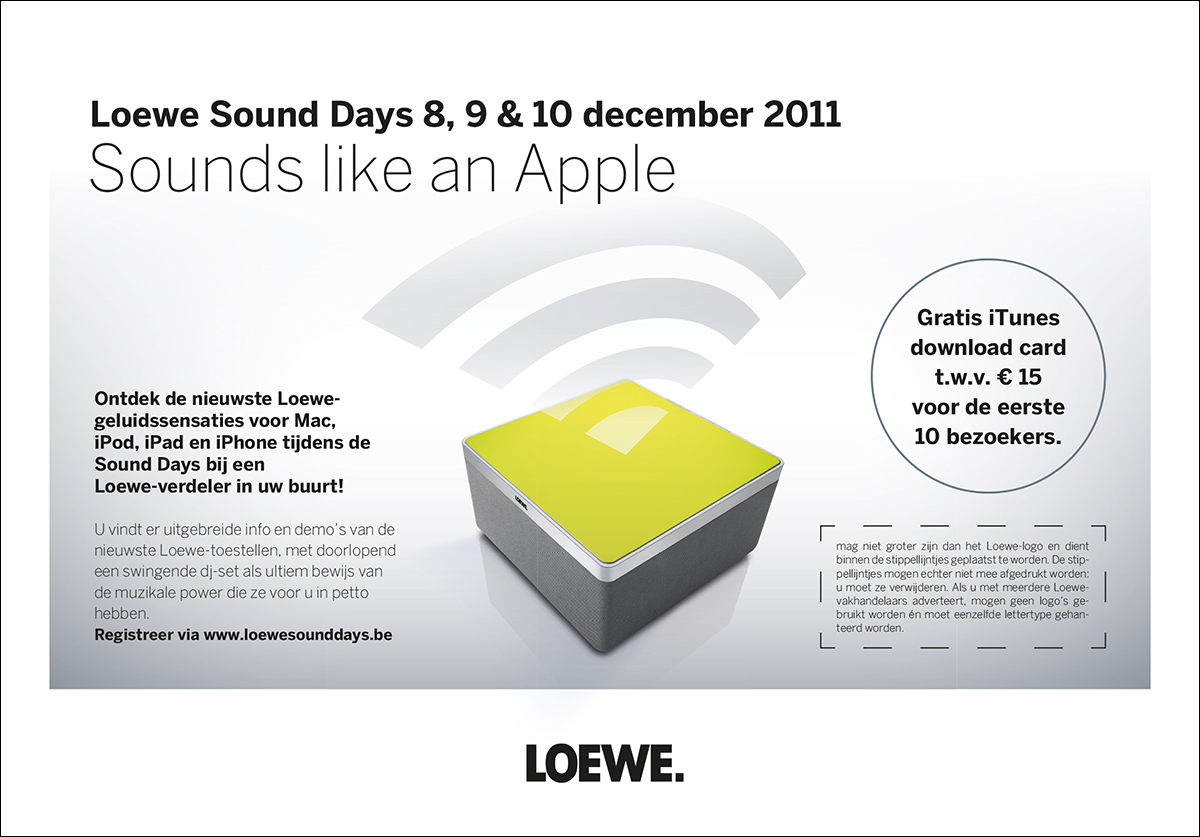 Loewe Sound Days 8, 9 & 10 december 2011
Sounds like an Apple
Gratis iTunes
download card
t.w.v. € 15
voor de eerste
10 bezoekers.
Ontdek de nieuwste Loewe-
geluidssensaties voor Mac,
iPod, iPad en iPhone tijdens de
Sound Days bij een
Loewe-verdeler in uw buurt!
U vindt er uitgebreide info en demo's van de
nieuwste Loewe-toestellen, met doorlopend
een swingende dj-set als ultiem bewijs van
de muzikale power die ze voor u in petto
hebben.
Registreer via www.loewesounddays.be
LOEWE.
mag niet groter zijn dan het Loewe-logo en dient
binnen de stippellijntjes geplaatst te worden. De stip-
pellijntjes mogen echter niet mee afgedrukt worden:
u moet ze verwijderen. Als u met meerdere Loewe-
vakhandelaars adverteert, mogen geen logo's ge-
bruikt worden én moet eenzelfde lettertype gehan-
teerd worden.
LOEWE.